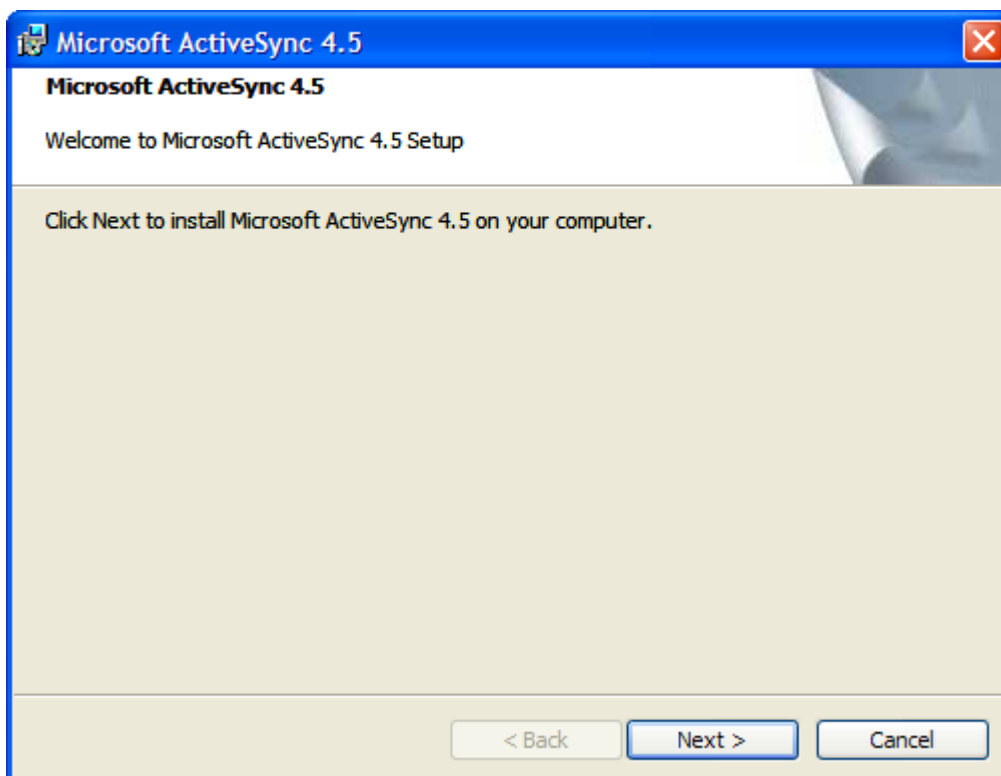 Microsoft ActiveSync 4.5
Microsoft ActiveSync 4.5
Welcome to Microsoft ActiveSync 4.5 Setup
Click Next to install Microsoft ActiveSync 4.5 on your computer.
< Back Next > Cancel